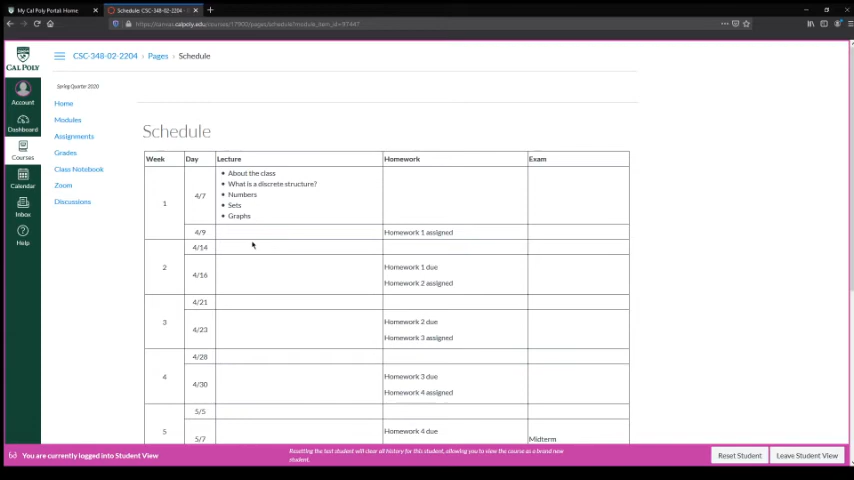 My Cal Poly Portal: Home
Schedule: CSC-348-02-2204
https://canvas.calpoly.edu/courses/17900/pages/schedule?module_item_id=97447
CAL POLY
CSC-348-02-2204 › Pages › Schedule
Spring Quarter 2020
Account
Dashboard
Courses
Calendar
Inbox
Help
Home
Modules
Assignments
Grades
Class Notebook
Zoom
Discussions
Schedule
Week Day Lecture Homework Exam
1
4/7
• About the class
• What is a discrete structure?
• Numbers
• Sets
• Graphs
4/9 Homework 1 assigned
2
4/14
4/16
Homework 1 due
Homework 2 assigned
3
4/21
4/23
Homework 2 due
Homework 3 assigned
4
4/28
4/30
Homework 3 due
Homework 4 assigned
5
5/5
5/7
Homework 4 due
Midterm
You are currently logged into Student View
Resetting the test student will clear all history for this student, allowing you to view the course as a brand new
student.
Reset Student
Leave Student View